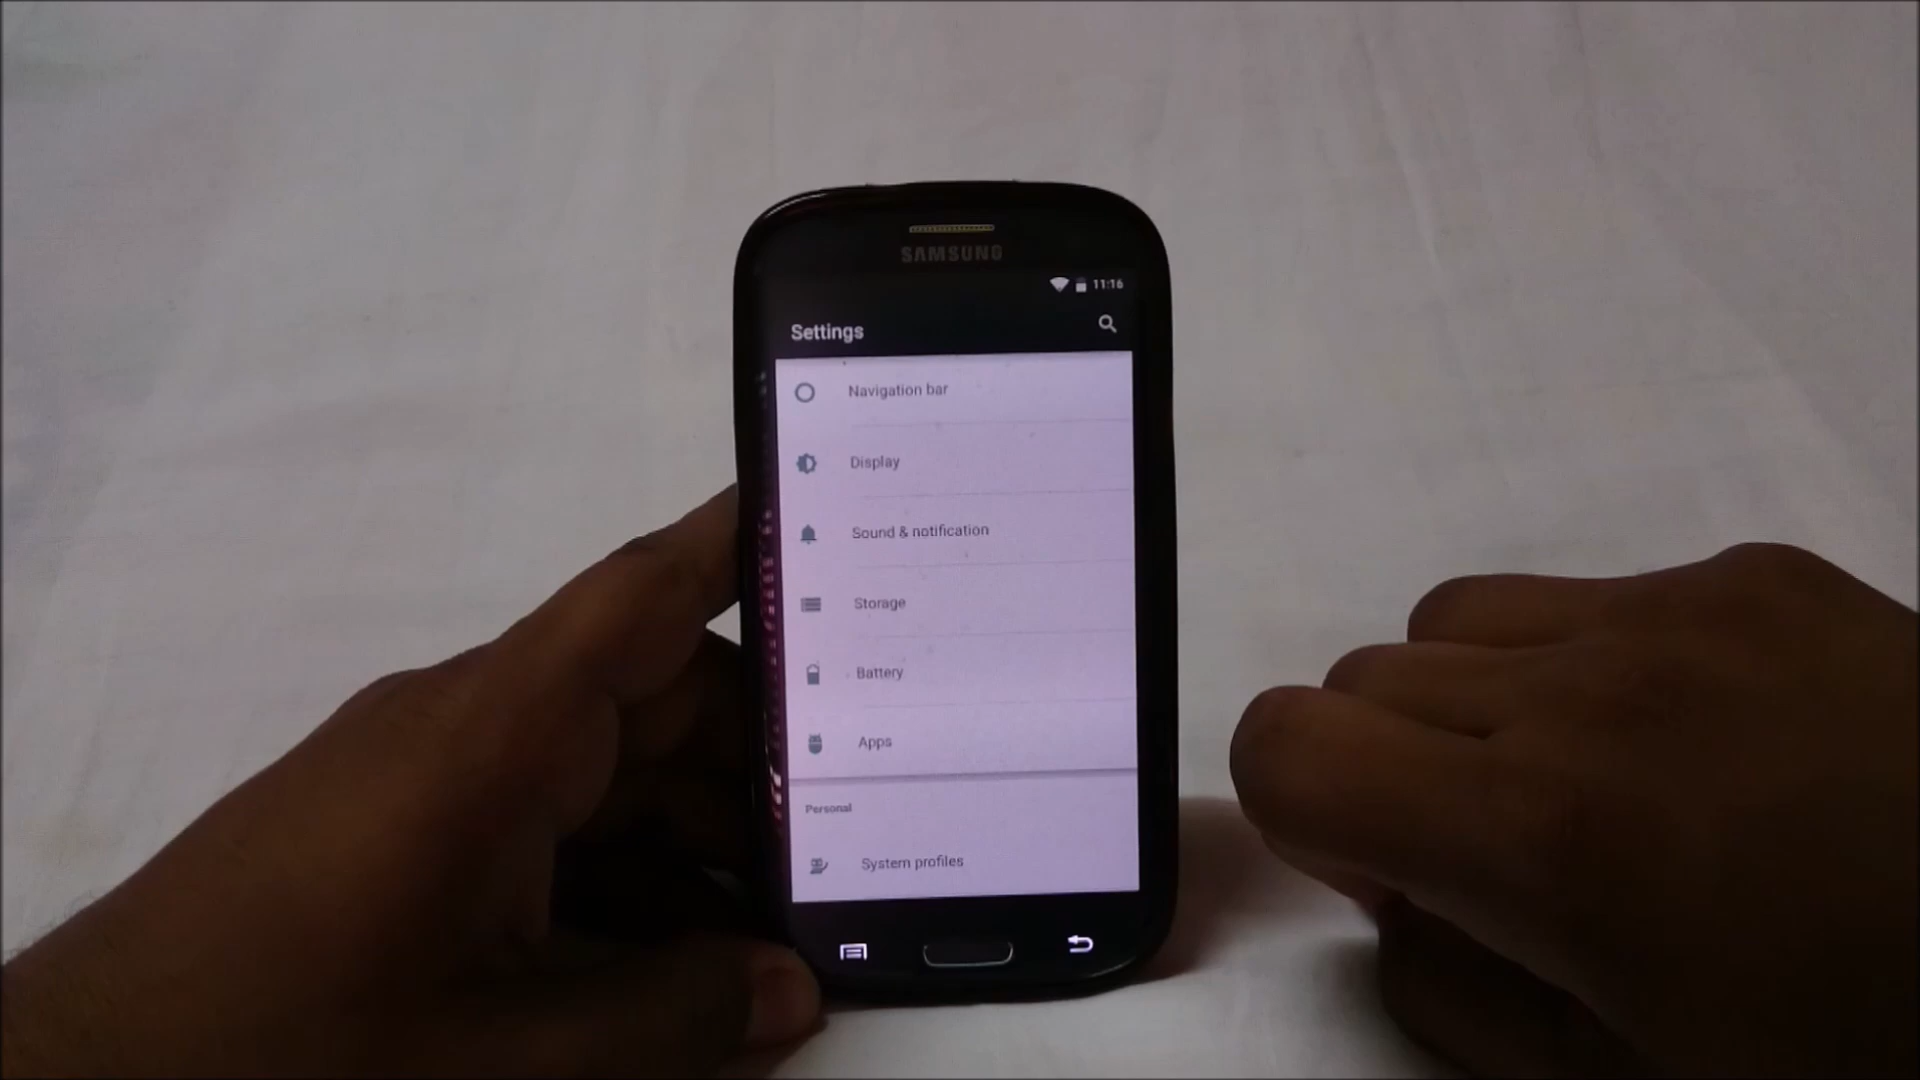 SAMSUNG
11:16
Settings
Navigation bar
Display
Sound & notification
Storage
Battery
Apps
Personal
System profiles